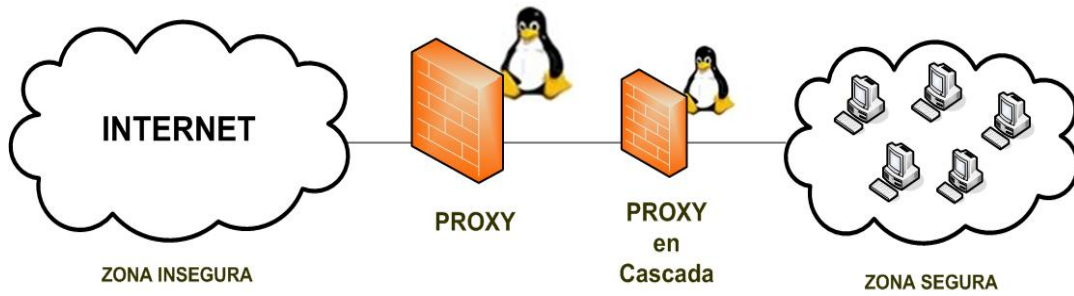 INTERNET
PROXY
PROXY
en
Cascada
ZONA INSEGURA
ZONA SEGURA